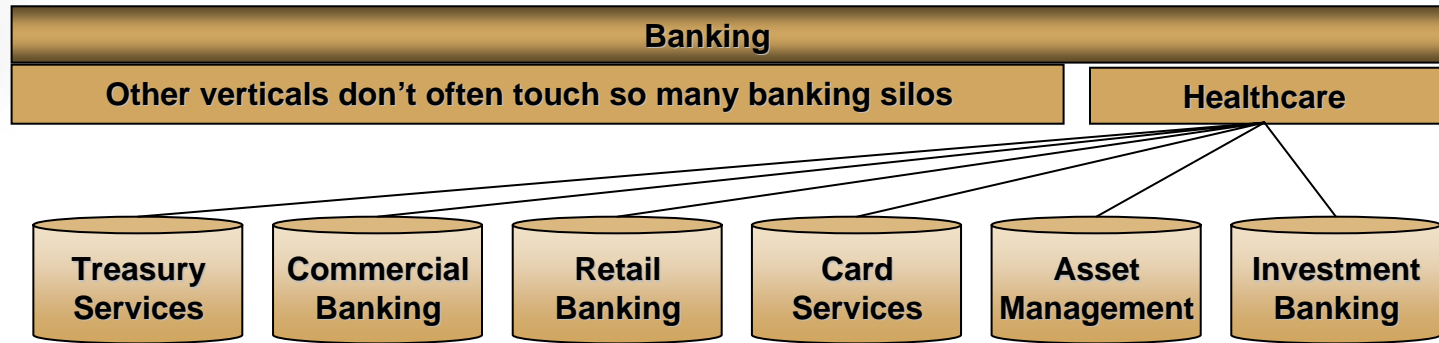 Banking
Other verticals don’t often touch so many banking silos
Healthcare
Treasury
Services
Commercial
Banking
Retail
Banking
Card
Services
Asset
Management
Investment
Banking